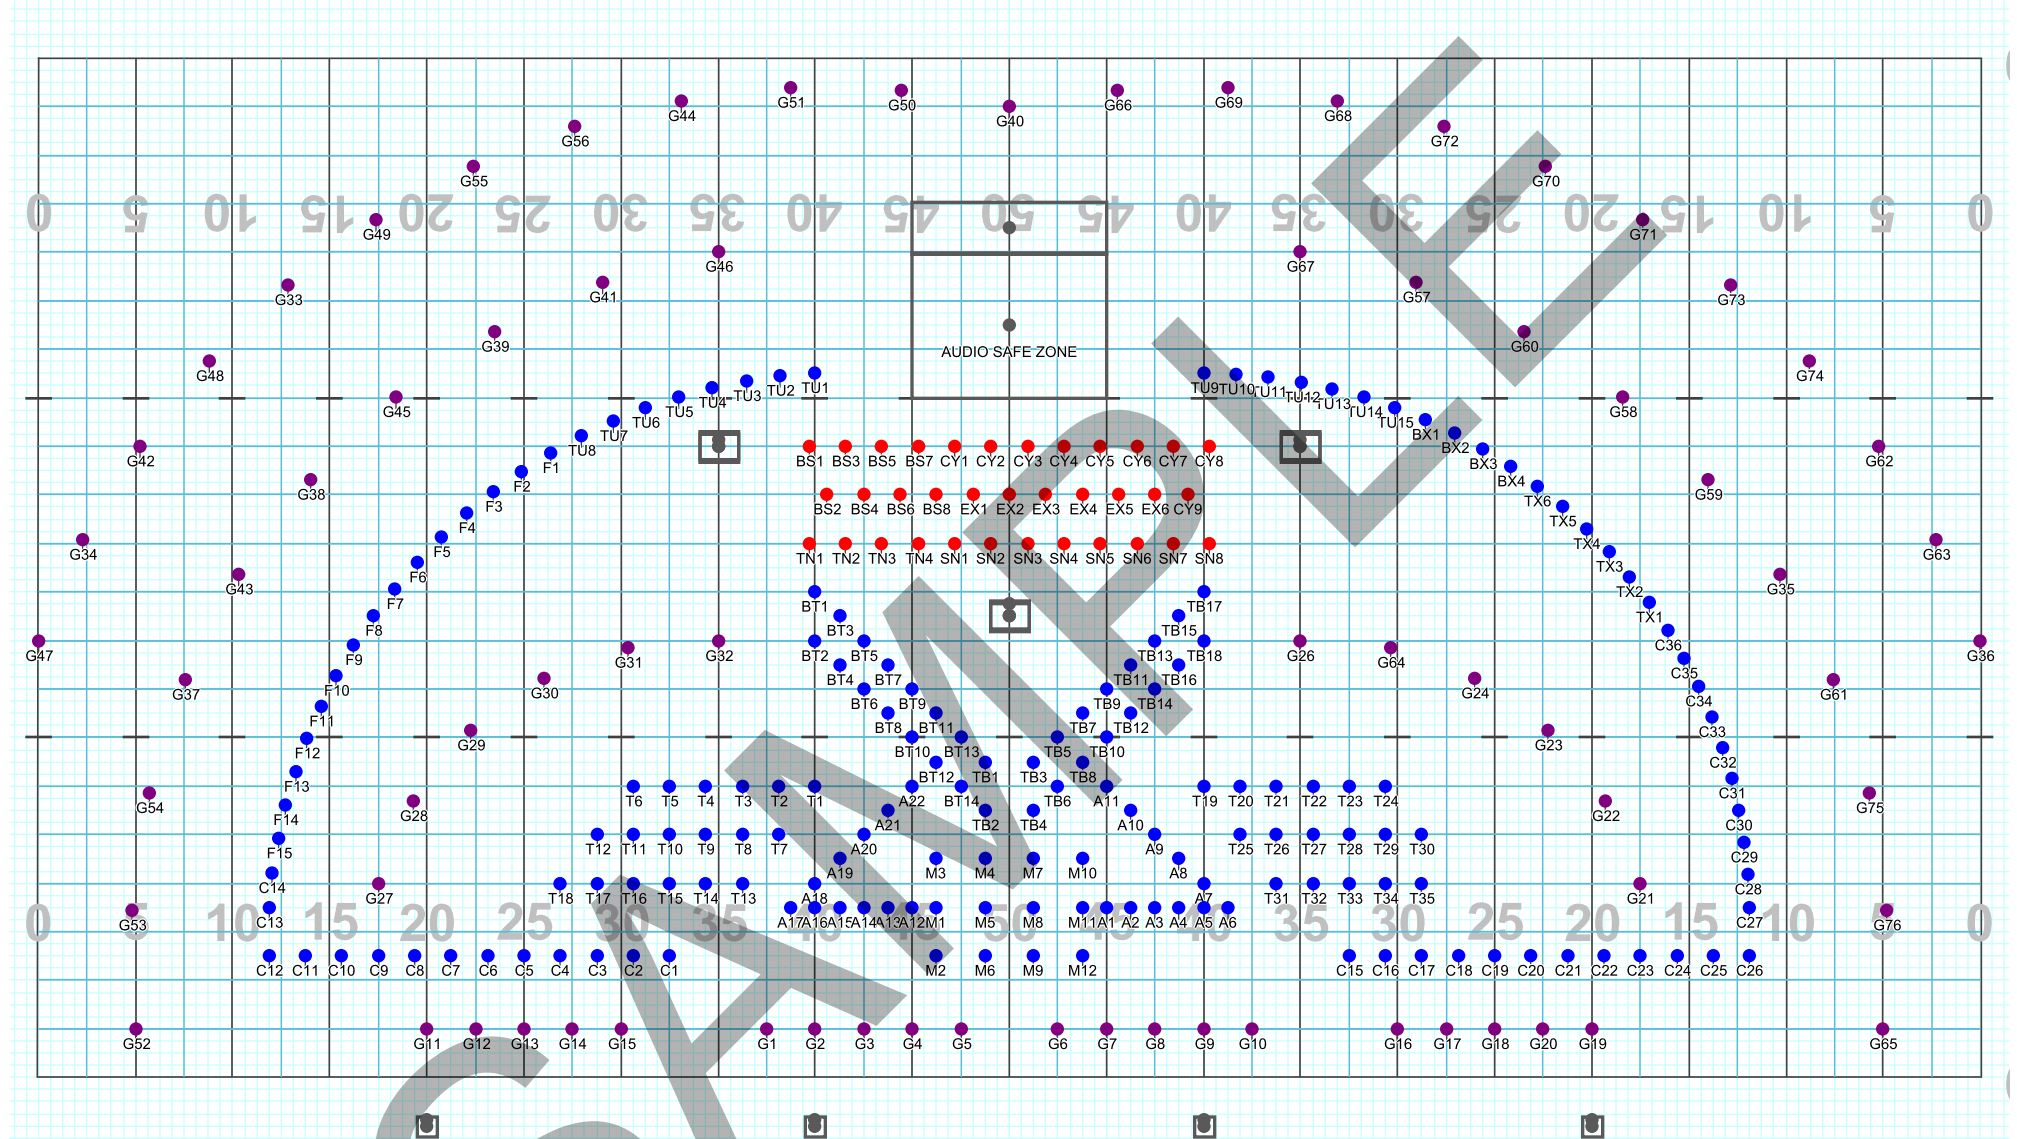 G51 G69
G50 G66
G44 G68
G40
G56 G72
G55 G70
0 5 10 15 20 25 30 35 40 45 50 45 40 35 30 25 20 15 10 5 0
G49 G71
G46 G67
G33 G41 G57 G73
G39 G60
AUDIO SAFE ZONE
G48 G74
TU4 TU3 TU2 TU1 TU9 TU10 TU11 TU12 TU13
G45 TU5 TU14 G58
TU6 TU15
TU7 BX1
TU8 BX2
G42 BS1 BS3 BS5 BS7 CY1 CY2 CY3 CY4 CY5 CY6 CY7 CY8 G62
F1 BX3
F2 BX4
G38 G59
F3 TX6
BS2 BS4 BS6 BS8 EX1 EX2 EX3 EX4 EX5 EX6 CY9
F4 TX5
F5 TX4
G34 TN1 TN2 TN3 TN4 SN1 SN2 SN3 SN4 SN5 SN6 SN7 SN8 G63
F6 TX3
G43 G35
F7 TX2
BT1 TB17
F8 TX1
BT3 TB15
F9 C36
G47 G31 G32 BT2 BT5 TB13 TB18 G26 G64 G36
F10 C35
BT4 BT7 TB11 TB16
G37 G30 G24 G61
F11 BT6 BT9 TB9 TB14 C34
BT8 BT11 TB7 TB12 C33
F12 G29 BT10 BT13 TB5 TB10 G23 C32
F13 BT12 TB1 TB3 TB8 C31
T6 T5 T4 T3 T2 T1 A22 BT14 TB6 A11 T19 T20 T21 T22 T23 T24
G54 G28 G22 G75
F14 A21 TB2 TB4 A10 C30
F15 T12 T11 T10 T9 T8 T7 A20 A9 T25 T26 T27 T28 T29 T30 C29
A19 M3 M4 M7 M10 A8
C14 C28
G27 T18 T17 T16 T15 T14 T13 A18 A7 T31 T32 T33 T34 T35 G21
0 5 10 15 20 25 30 35 40 45 50 45 40 35 30 25 20 15 10 5 0
G53 C13 A17 A16 A15 A14 A13 A12 M1 M5 M8 M11 A1 A2 A3 A4 A5 A6 C27 G76
C12 C11 C10 C9 C8 C7 C6 C5 C4 C3 C2 C1 M2 M6 M9 M12 C15 C16 C17 C18 C19 C20 C21 C22 C23 C24 C25 C26
G52 G11 G12 G13 G14 G15 G1 G2 G3 G4 G5 G6 G7 G8 G9 G10 G16 G17 G18 G20 G19 G65
SAMPLE